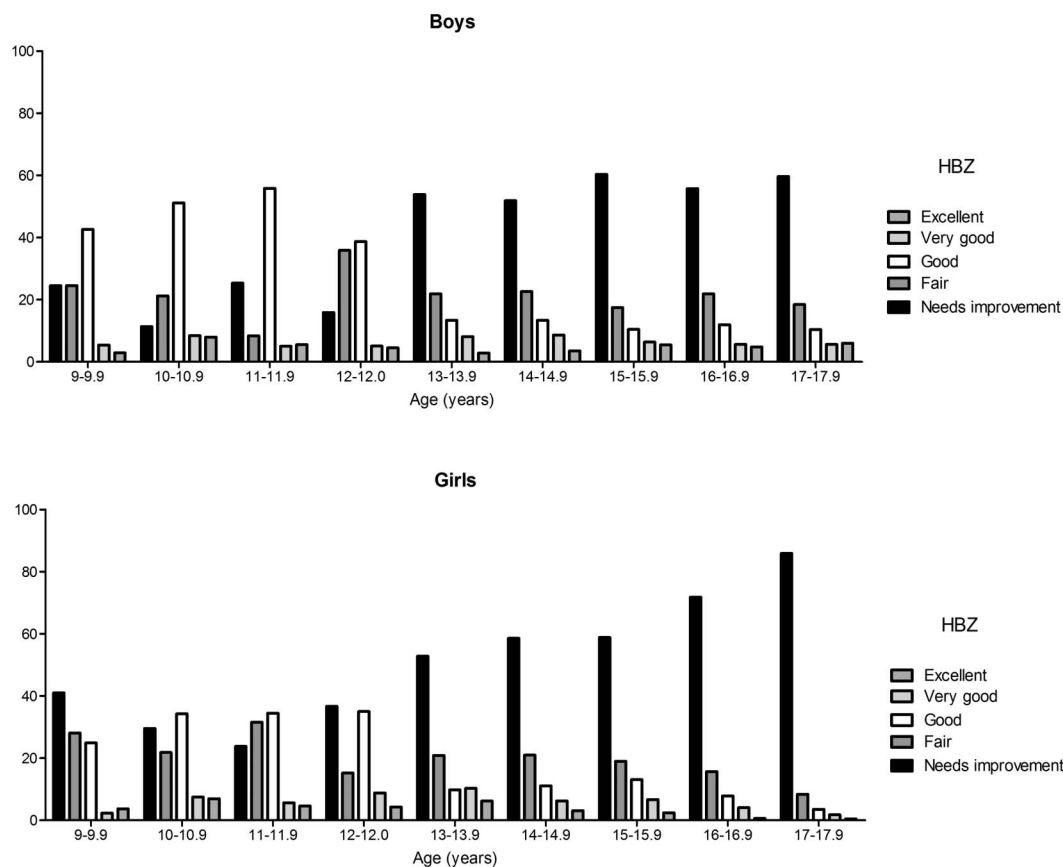 Boys
100
80
60
40
20
0
9-9.9 10-10.9 11-11.9 12-12.0 13-13.9 14-14.9 15-15.9 16-16.9 17-17.9
Age (years)
HBZ
Excellent
Very good
Good
Fair
Needs improvement
Girls
100
80
60
40
20
0
9-9.9 10-10.9 11-11.9 12-12.0 13-13.9 14-14.9 15-15.9 16-16.9 17-17.9
Age (years)
HBZ
Excellent
Very good
Good
Fair
Needs improvement